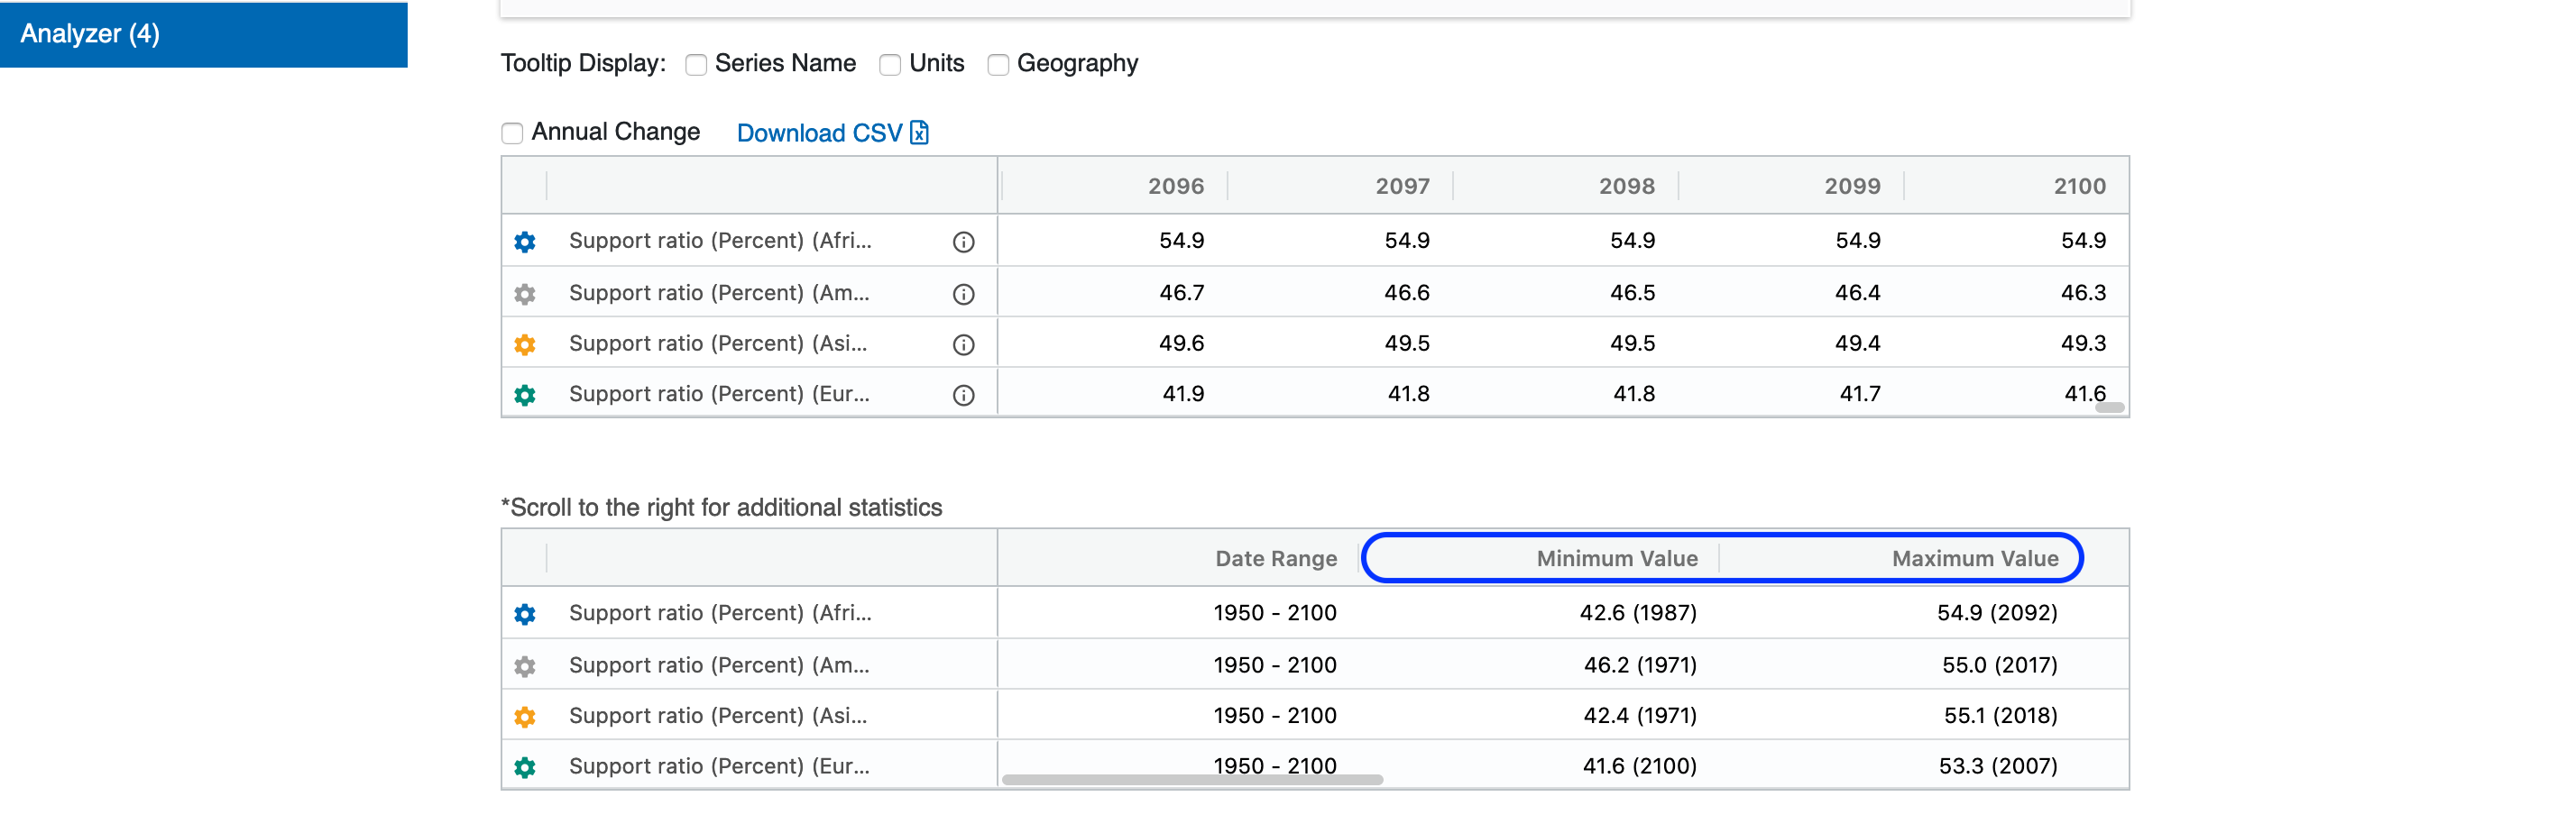 Analyzer (4)
Tooltip Display: Series Name Units Geography
Annual Change Download CSV
2096 2097 2098 2099 2100
Support ratio (Percent) (Afri... 54.9 54.9 54.9 54.9 54.9
Support ratio (Percent) (Am... 46.7 46.6 46.5 46.4 46.3
Support ratio (Percent) (Asi... 49.6 49.5 49.5 49.4 49.3
Support ratio (Percent) (Eur... 41.9 41.8 41.8 41.7 41.6
*Scroll to the right for additional statistics
Date Range Minimum Value Maximum Value
Support ratio (Percent) (Afri... 1950 - 2100 42.6 (1987) 54.9 (2092)
Support ratio (Percent) (Am... 1950 - 2100 46.2 (1971) 55.0 (2017)
Support ratio (Percent) (Asi... 1950 - 2100 42.4 (1971) 55.1 (2018)
Support ratio (Percent) (Eur... 1950 - 2100 41.6 (2100) 53.3 (2007)